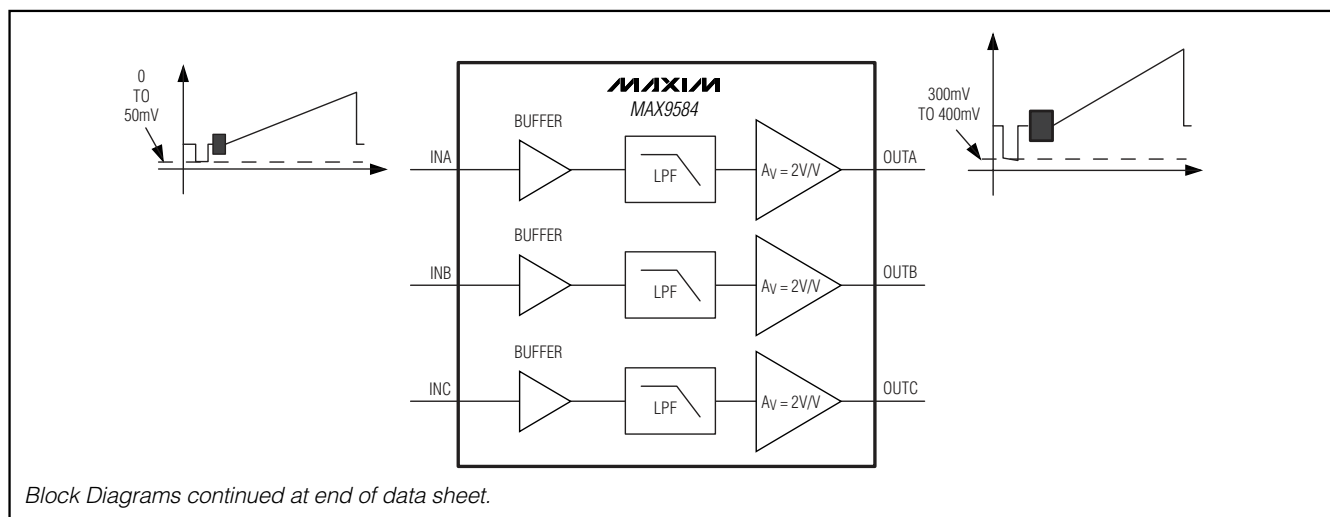 0
TO
50mV
MAXIM
MAX9584
BUFFER
INA
LPF
AV = 2V/V
OUTA
300mV
TO 400mV
BUFFER
INB
LPF
AV = 2V/V
OUTB
BUFFER
INC
LPF
AV = 2V/V
OUTC
Block Diagrams continued at end of data sheet.